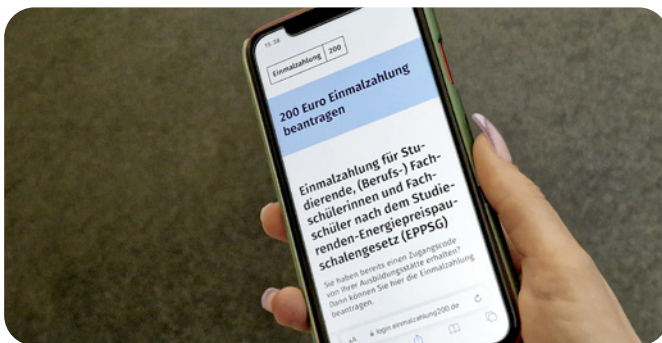 15:38
Einmalzahlung 200
200 Euro Einmalzahlung
beantragen
Einmalzahlung für Stu-
dierende, (Berufs-) Fach-
schülerinnen und Fach-
schüler nach dem Studie-
renden-Energiepreispau-
schalengesetz (EPPSG)
Sie haben bereits einen Zugangscode
von Ihrer Ausbildungsstätte erhalten?
Dann können Sie hier die Einmalzahlung
beantragen.
AA login.einmalzahlung200.de